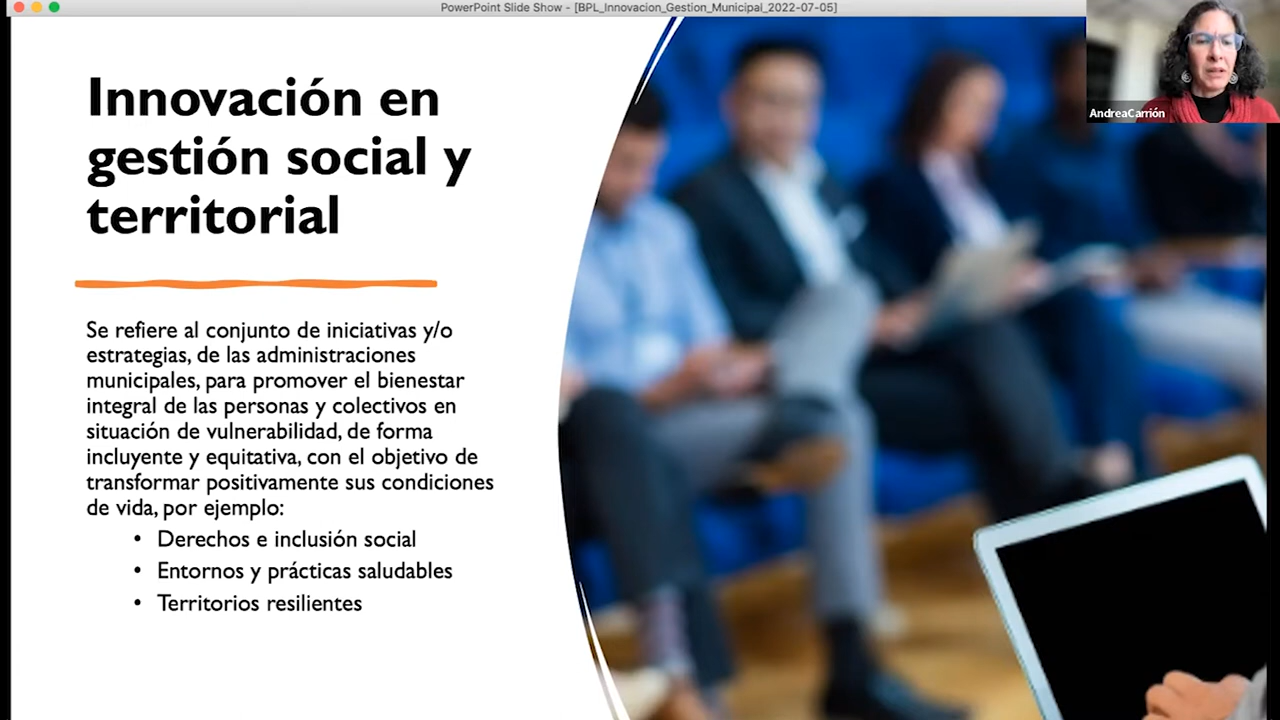 PowerPoint Slide Show - [BPL_Innovacion_Gestion_Municipal_2022-07-05]
AndreaCarrión
Innovación en
gestión social y
territorial
Se refiere al conjunto de iniciativas y/o
estrategias, de las administraciones
municipales, para promover el bienestar
integral de las personas y colectivos en
situación de vulnerabilidad, de forma
incluyente y equitativa, con el objetivo de
transformar positivamente sus condiciones
de vida, por ejemplo:
• Derechos e inclusión social
• Entornos y prácticas saludables
• Territorios resilientes